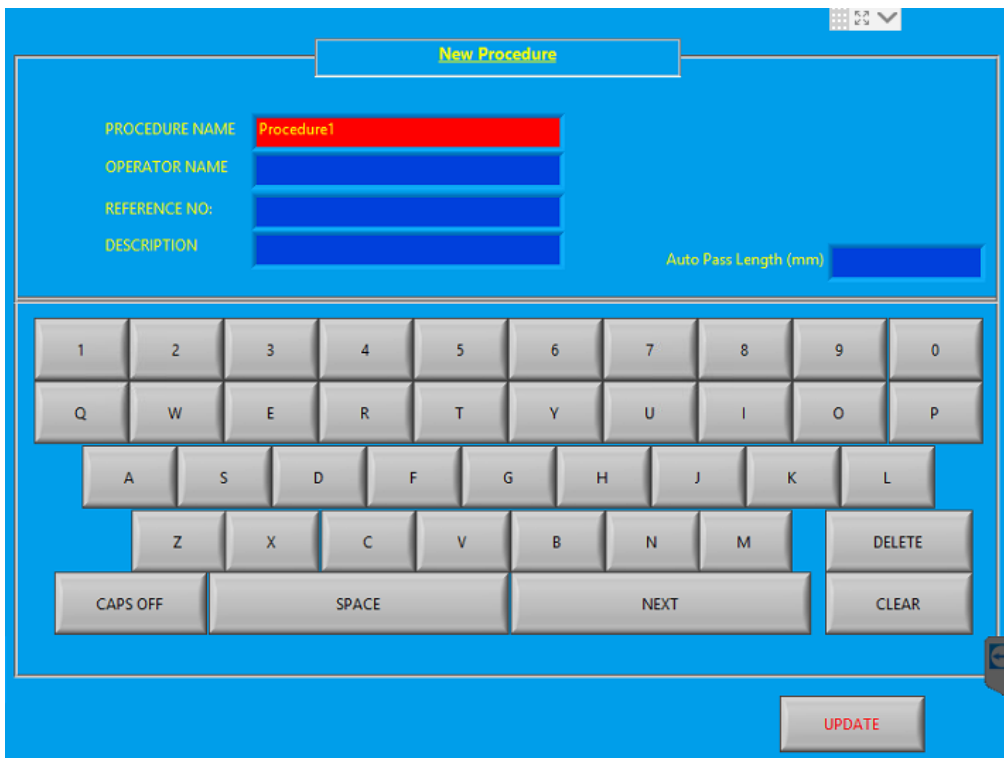 New Procedure
PROCEDURE NAME Procedure1
OPERATOR NAME
REFERENCE NO:
DESCRIPTION
Auto Pass Length (mm)
1 2 3 4 5 6 7 8 9 0
Q W E R T Y U I O P
A S D F G H J K L
Z X C V B N M DELETE
CAPS OFF SPACE NEXT CLEAR
UPDATE